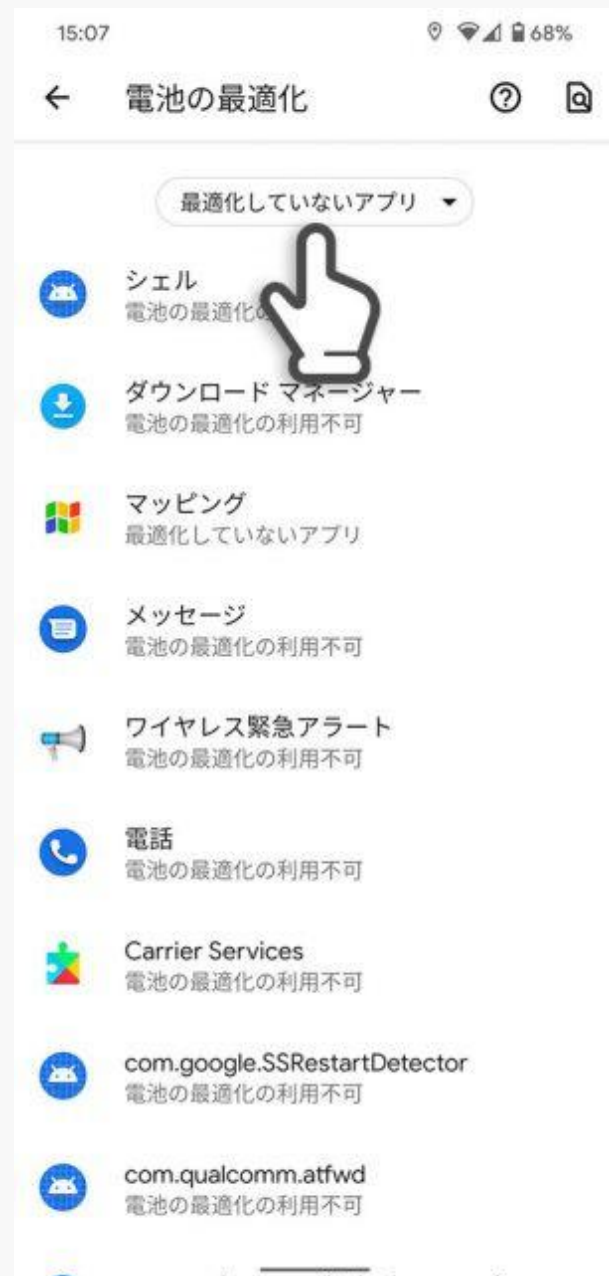 15:07
68%
電池の最適化
最適化していないアプリ
シェル
電池の最適化の
ダウンロード マネージャー
電池の最適化の利用不可
マッピング
最適化していないアプリ
メッセージ
電池の最適化の利用不可
ワイヤレス緊急アラート
電池の最適化の利用不可
電話
電池の最適化の利用不可
Carrier Services
電池の最適化の利用不可
com.google.SSRestartDetector
電池の最適化の利用不可
com.qualcomm.atfwd
電池の最適化の利用不可